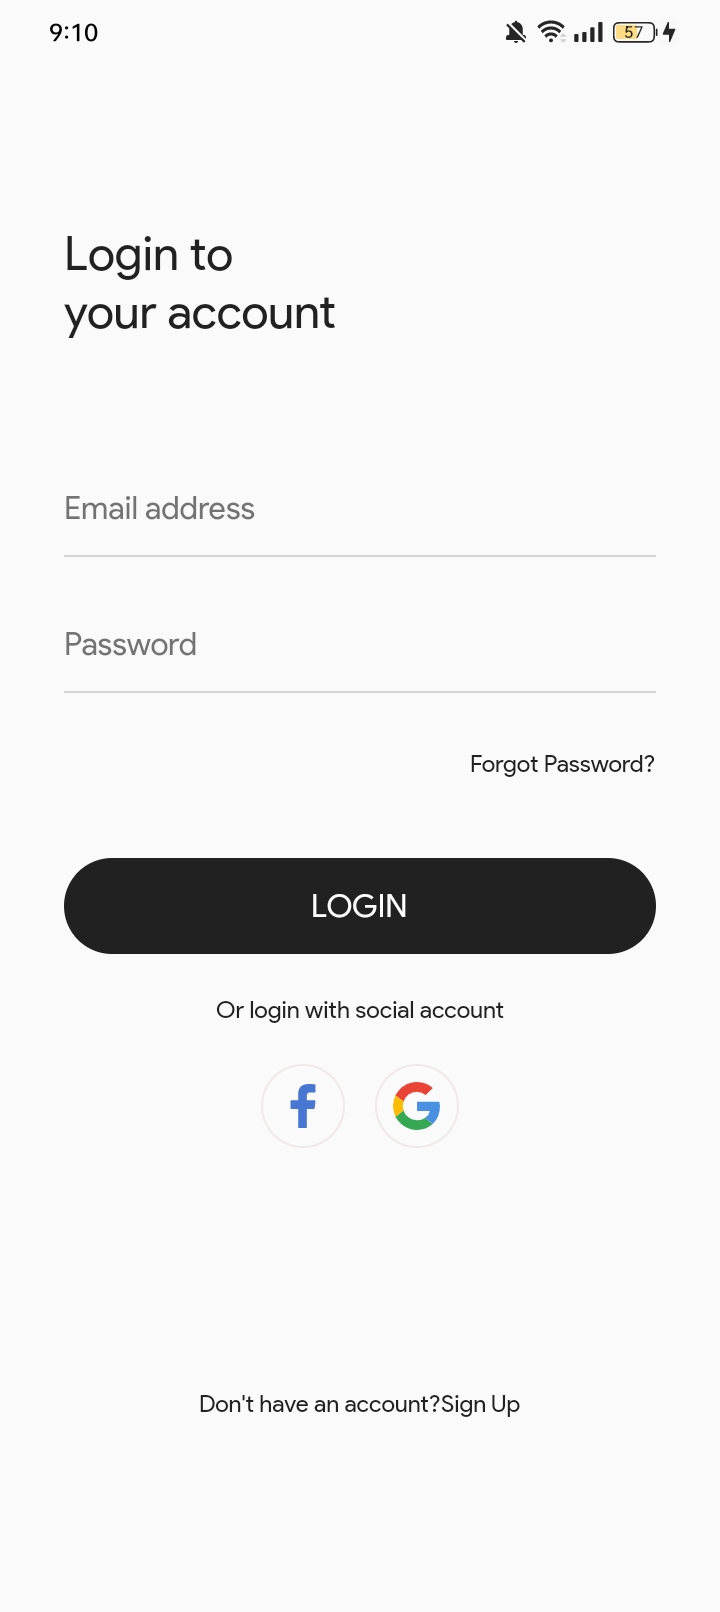 9:10
57
Login to
your account
Email address
Password
Forgot Password?
LOGIN
Or login with social account
Don't have an account?Sign Up